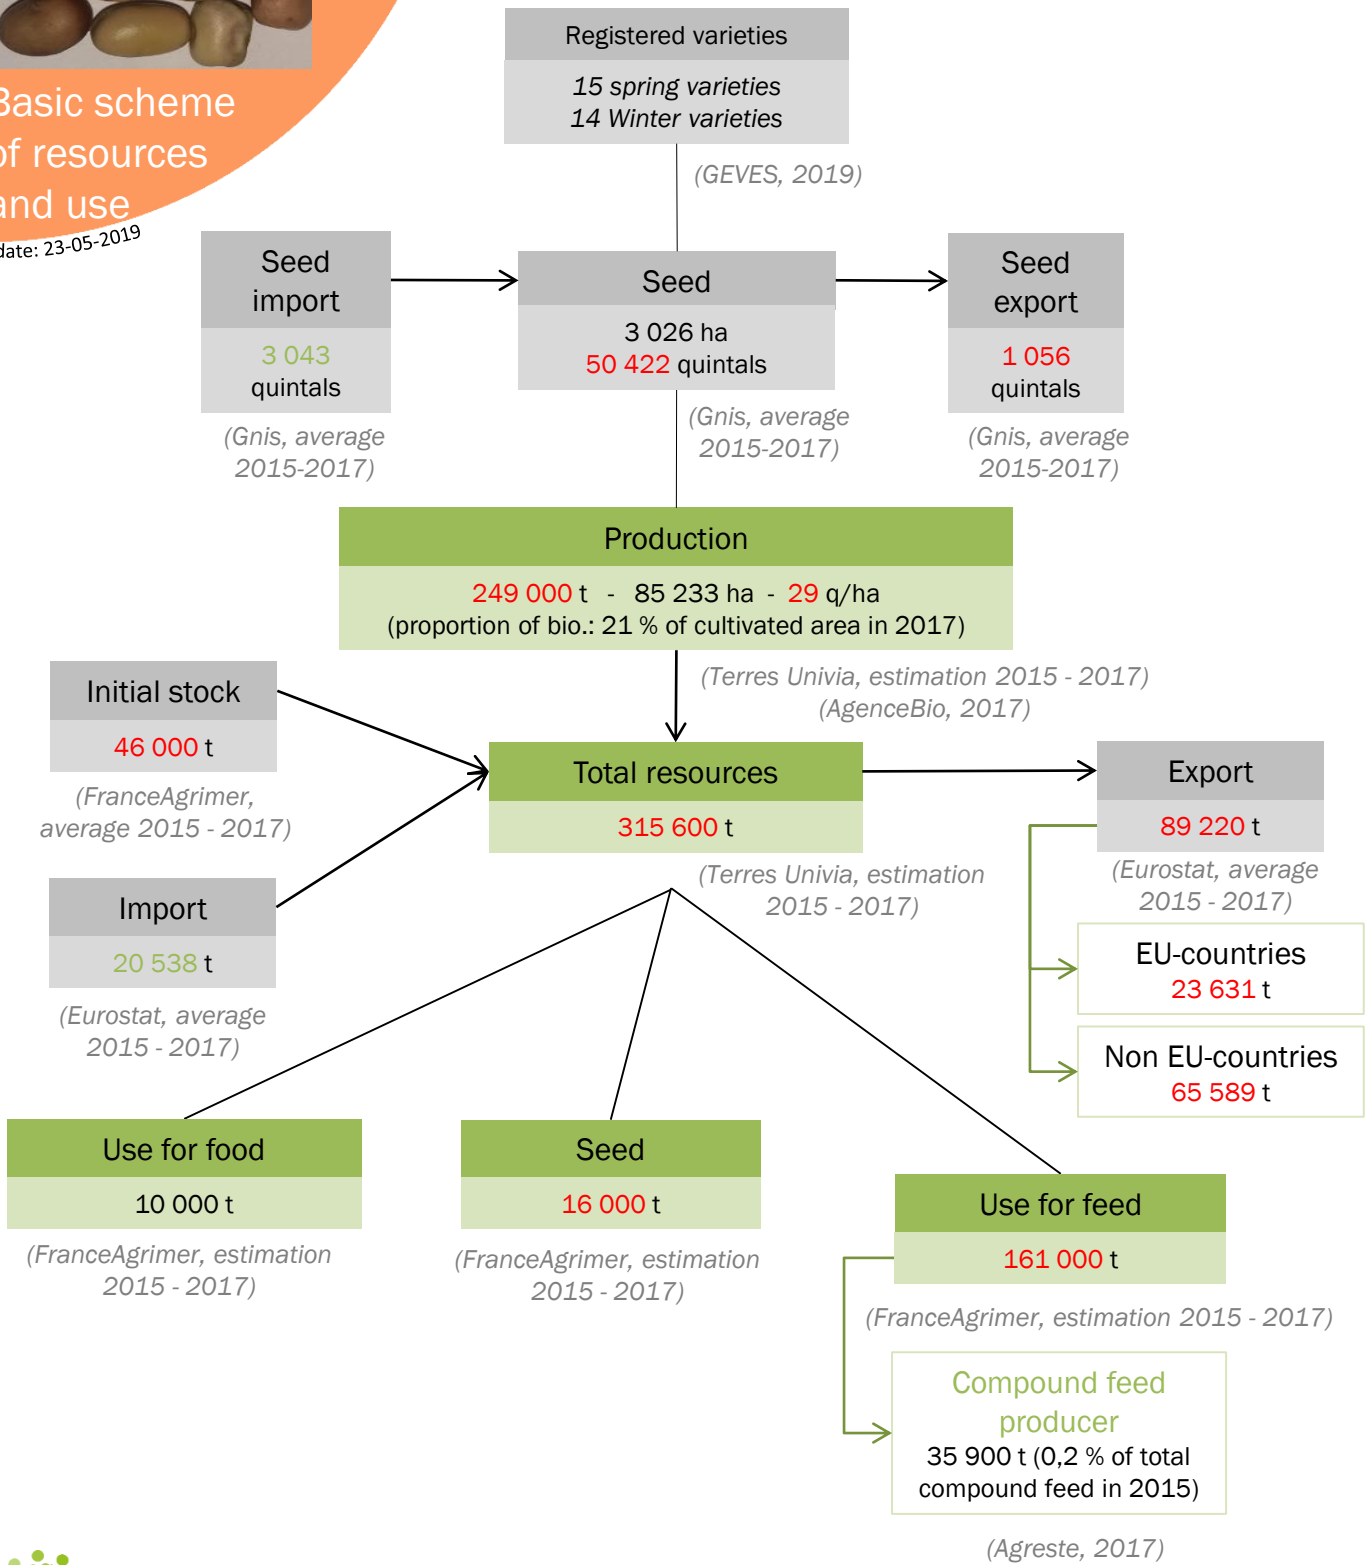 Registered varieties
15 spring varieties
14 Winter varieties
(GEVES, 2019)
Basic scheme
of resources
and use
date: 23-05-2019
Seed
import
3 043
quintals
(Gnis, average
2015-2017)
Seed
3 026 ha
50 422 quintals
(Gnis, average
2015-2017)
Seed
export
1 056
quintals
(Gnis, average
2015-2017)
Production
249 000 t - 85 233 ha - 29 q/ha
(proportion of bio.: 21 % of cultivated area in 2017)
(Terres Univia, estimation 2015 - 2017)
(AgenceBio, 2017)
Initial stock
46 000 t
(FranceAgrimer,
average 2015 - 2017)
Total resources
315 600 t
(Terres Univia, estimation
2015 - 2017)
Export
89 220 t
(Eurostat, average
2015 - 2017)
Import
20 538 t
(Eurostat, average
2015 - 2017)
EU-countries
23 631 t
Non EU-countries
65 589 t
Use for food
10 000 t
(FranceAgrimer, estimation
2015 - 2017)
Seed
16 000 t
(FranceAgrimer, estimation
2015 - 2017)
Use for feed
161 000 t
(FranceAgrimer, estimation 2015 - 2017)
Compound feed
producer
35 900 t (0,2 % of total
compound feed in 2015)
(Agreste, 2017)